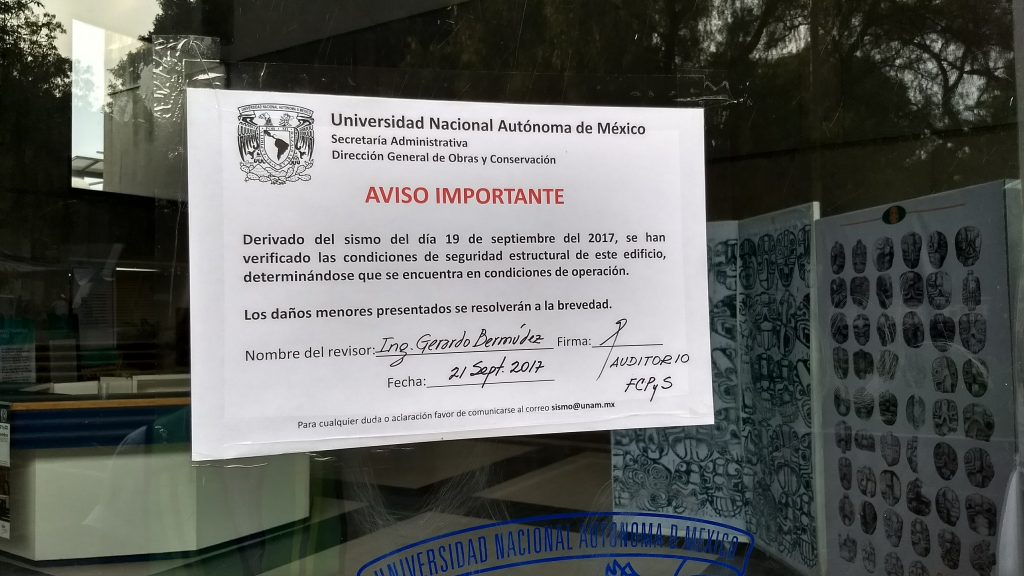 UNIVERSIDAD NACIONAL AUTÓNOMA D MÉXICO
Universidad Nacional Autónoma de México
Secretaría Administrativa
Dirección General de Obras y Conservación
AVISO IMPORTANTE
Derivado del sismo del día 19 de septiembre del 2017, se han
verificado las condiciones de seguridad estructural de este edificio,
determinándose que se encuentra en condiciones de operación.
Los daños menores presentados se resolverán a la brevedad.
Nombre del revisor: Ing. Gerardo Bermúdez Firma:
AUDITORIO
FCPyS
Fecha: 21 Sept. 2017
Para cualquier duda o aclaración favor de comunicarse al correo sismo@unam.mx
UNIVERSIDAD NACIONAL AUTONOMA D MEXICO